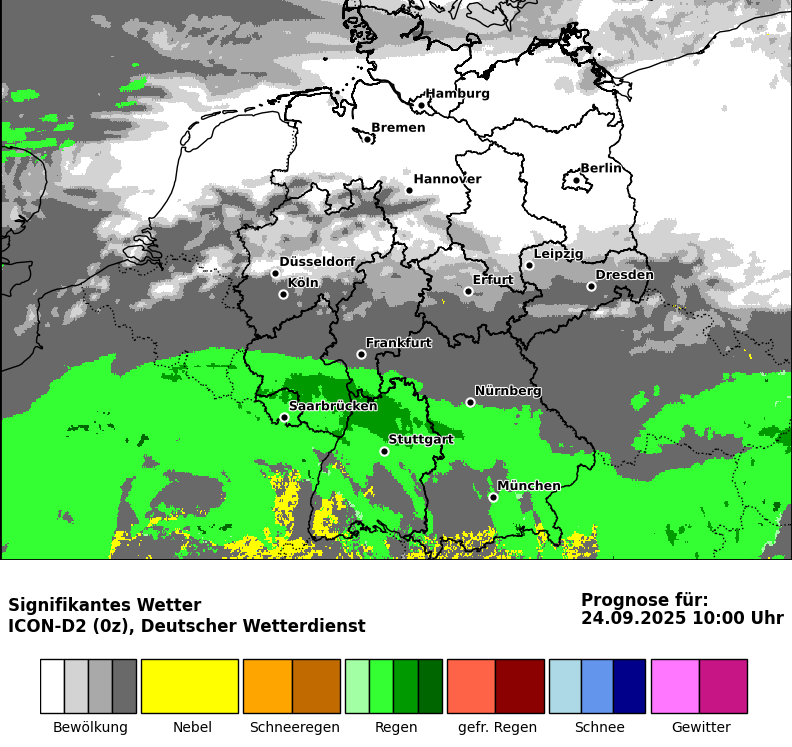 Hamburg
Bremen
Berlin
Hannover
Leipzig
Düsseldorf
Dresden
Köln
Erfurt
Frankfurt
Nürnberg
Saarbrücken
Stuttgart
München
Signifikantes Wetter
ICON-D2 (0z), Deutscher Wetterdienst
Prognose für:
24.09.2025 10:00 Uhr
Bewölkung Nebel Schneeregen Regen gefr. Regen Schnee Gewitter